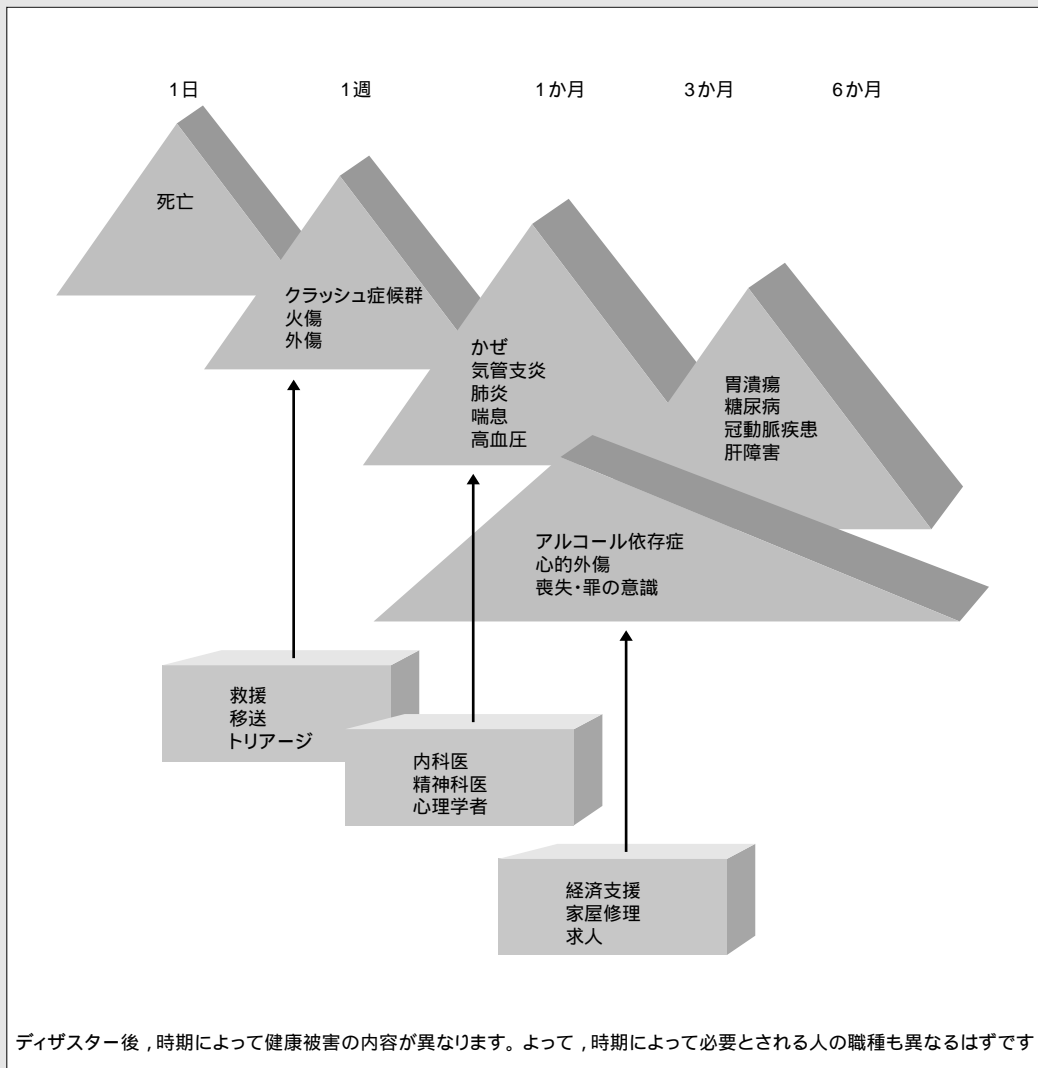 1日 1週 1か月 3か月 6か月
死亡
クラッシュ症候群
火傷
外傷
かぜ
気管支炎
肺炎
喘息
高血圧
胃潰瘍
糖尿病
冠動脈疾患
肝障害
アルコール依存症
心的外傷
喪失・罪の意識
救援
移送
トリアージ
内科医
精神科医
心理学者
経済支援
家屋修理
求人
ディザスター後，時期によって健康被害の内容が異なります。よって，時期によって必要とされる人の職種も異なるはずです